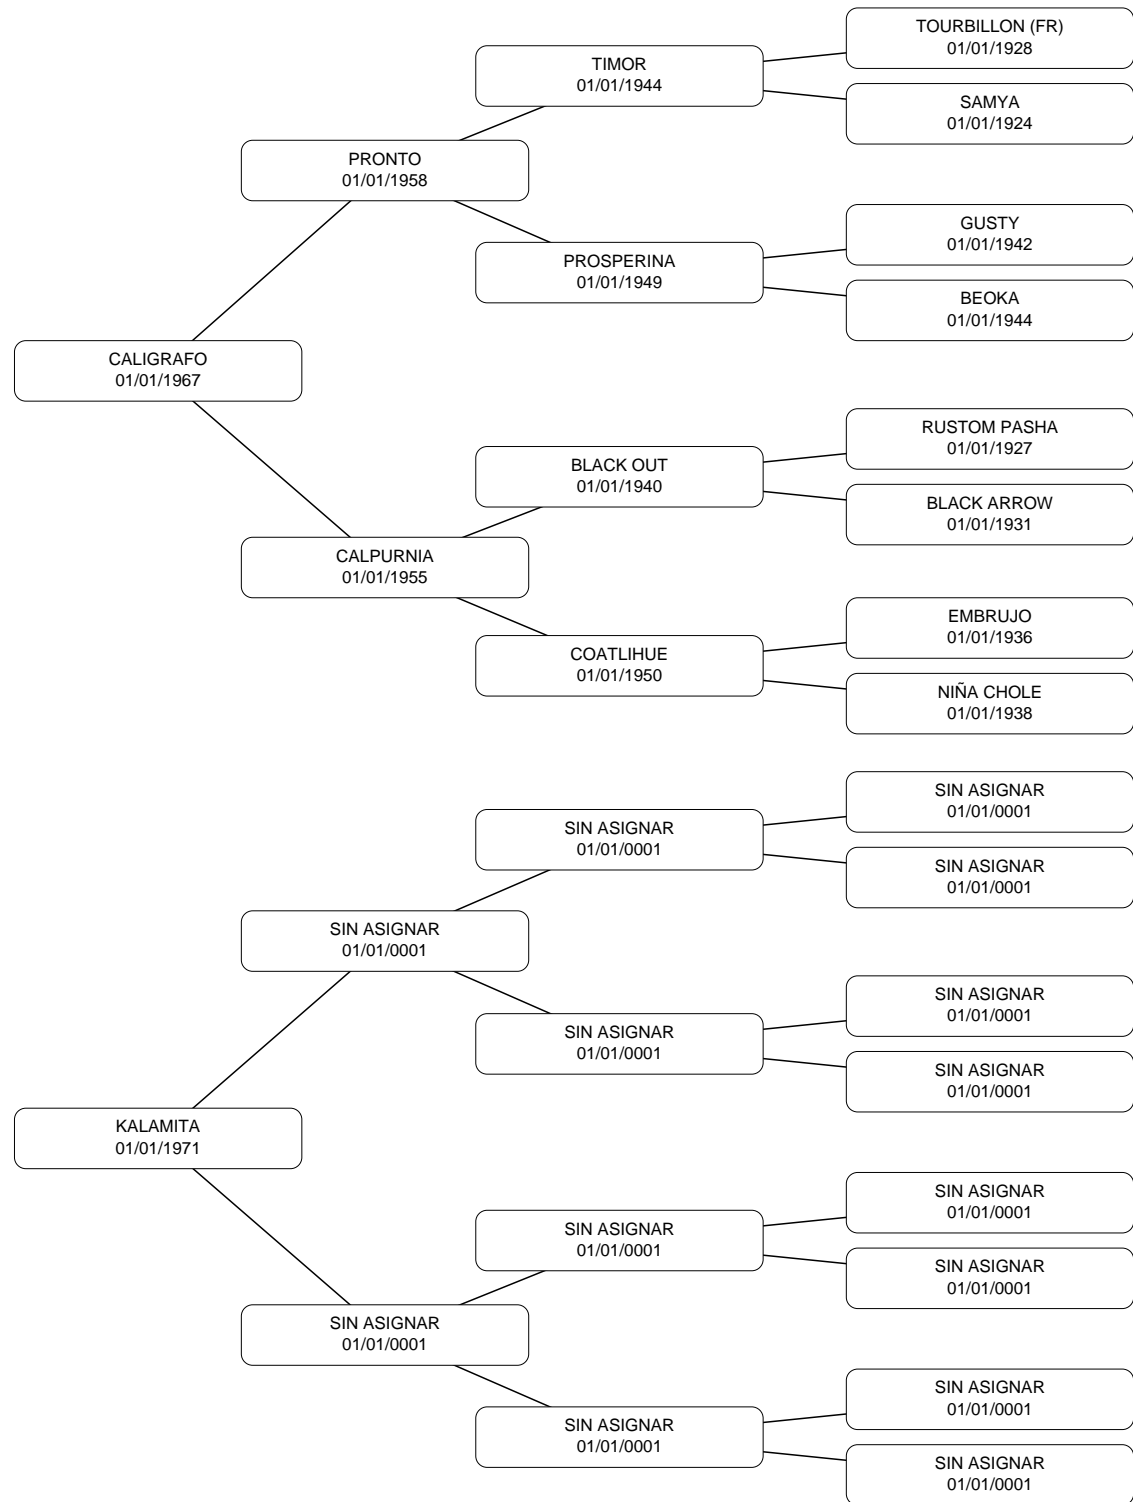 TOURBILLON (FR)
01/01/1928
TIMOR
01/01/1944
SAMYA
01/01/1924
PRONTO
01/01/1958
GUSTY
01/01/1942
PROSPERINA
01/01/1949
BEOKA
01/01/1944
CALIGRAFO
01/01/1967
RUSTOM PASHA
01/01/1927
BLACK OUT
01/01/1940
BLACK ARROW
01/01/1931
CALPURNIA
01/01/1955
EMBRUJO
01/01/1936
COATLIHUE
01/01/1950
NIÑA CHOLE
01/01/1938
SIN ASIGNAR
01/01/0001
SIN ASIGNAR
01/01/0001
SIN ASIGNAR
01/01/0001
SIN ASIGNAR
01/01/0001
SIN ASIGNAR
01/01/0001
SIN ASIGNAR
01/01/0001
SIN ASIGNAR
01/01/0001
KALAMITA
01/01/1971
SIN ASIGNAR
01/01/0001
SIN ASIGNAR
01/01/0001
SIN ASIGNAR
01/01/0001
SIN ASIGNAR
01/01/0001
SIN ASIGNAR
01/01/0001
SIN ASIGNAR
01/01/0001
SIN ASIGNAR
01/01/0001